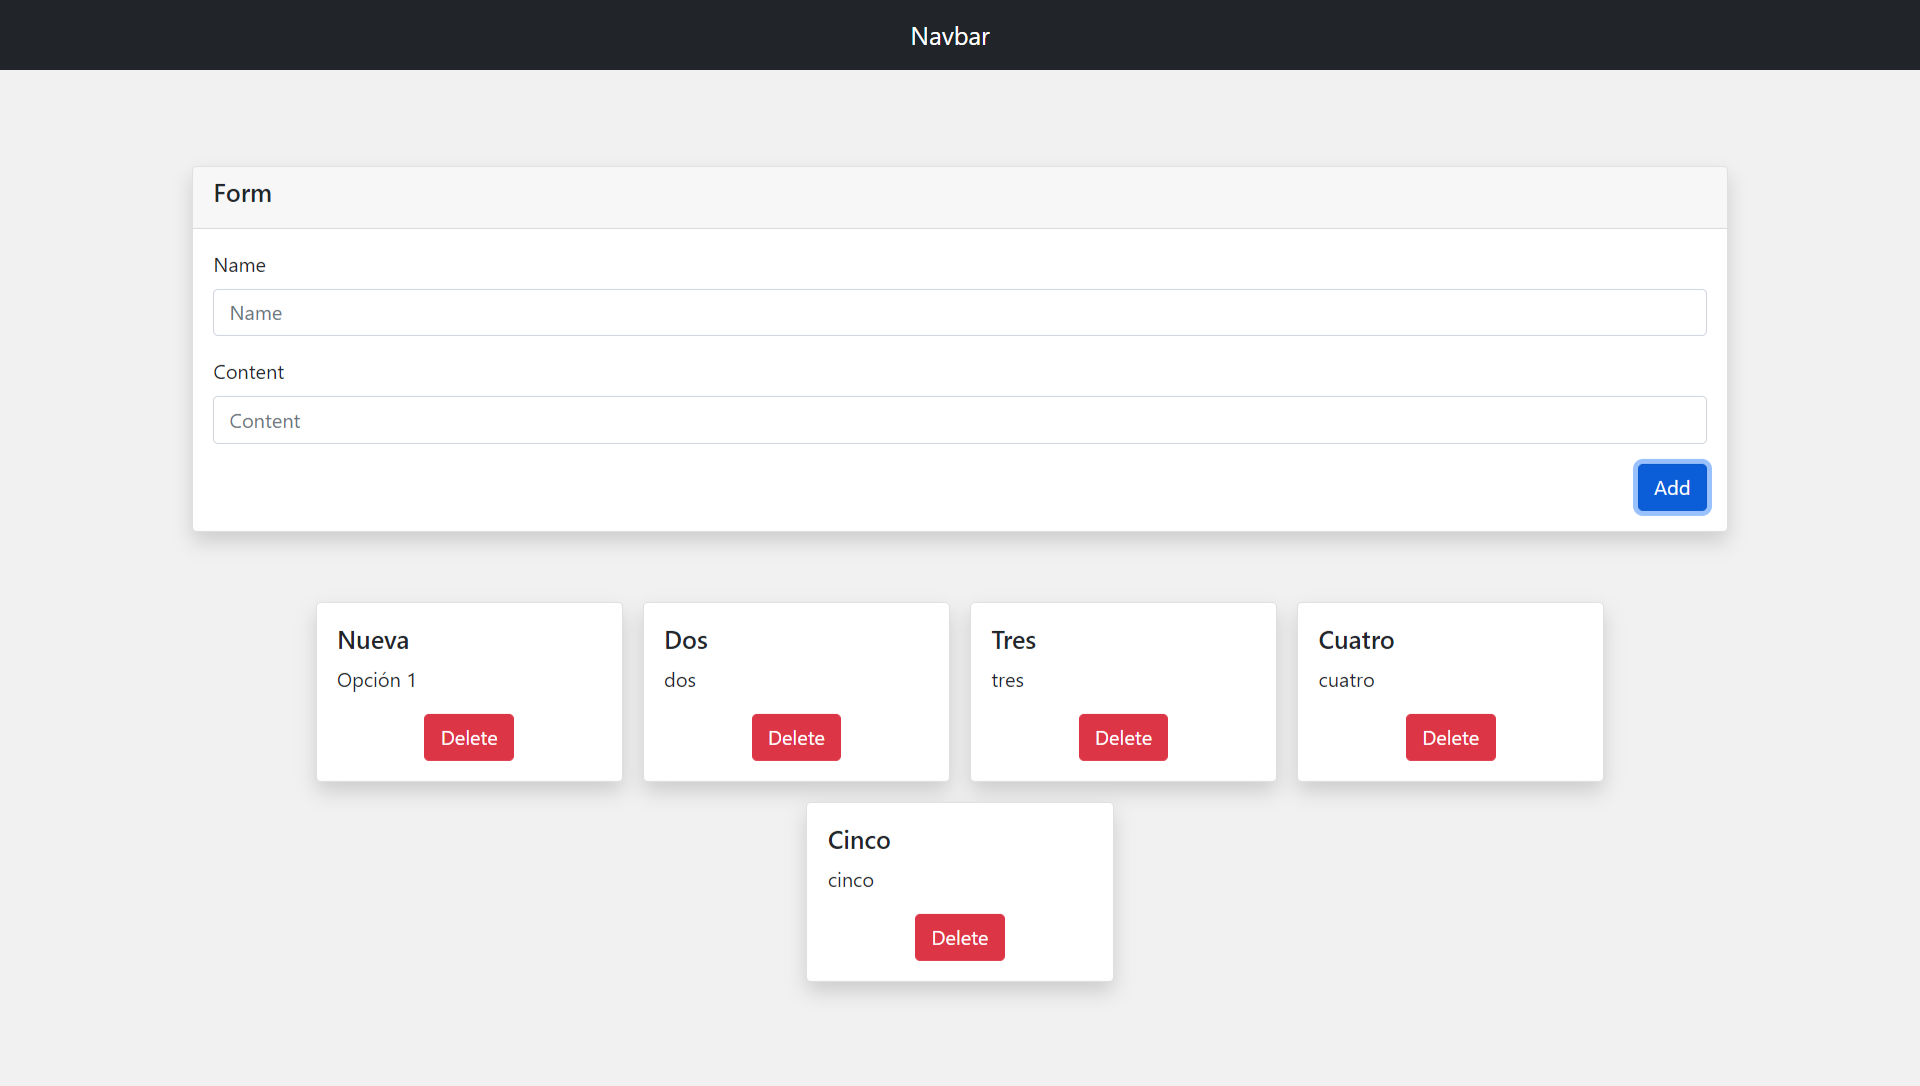 Navbar
Form
Name
Name
Content
Content
Add
Nueva
Opción 1
Delete
Dos
dos
Delete
Tres
tres
Delete
Cuatro
cuatro
Delete
Cinco
cinco
Delete